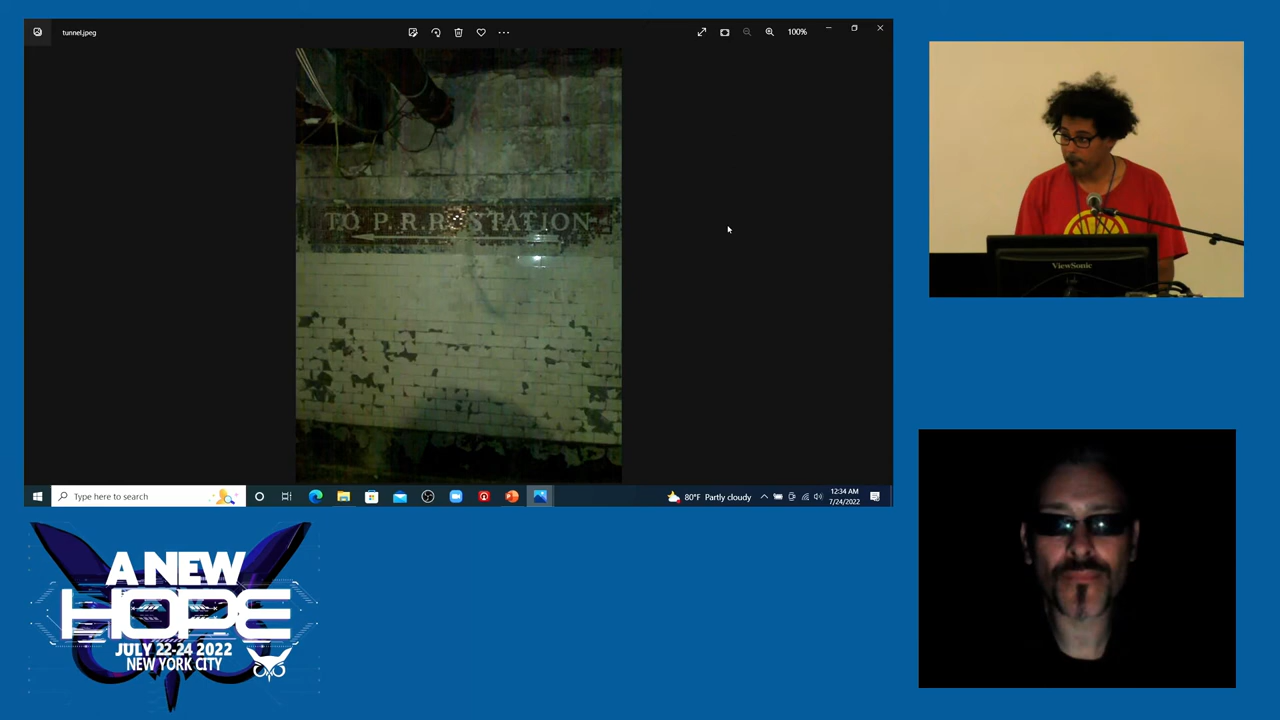 tunnel.jpeg
100%
TO P.R.R. STATION
Type here to search
80°F Partly cloudy
12:34 AM
7/24/2022
ViewSonic
A NEW
HOPE
JULY 22-24 2022
NEW YORK CITY